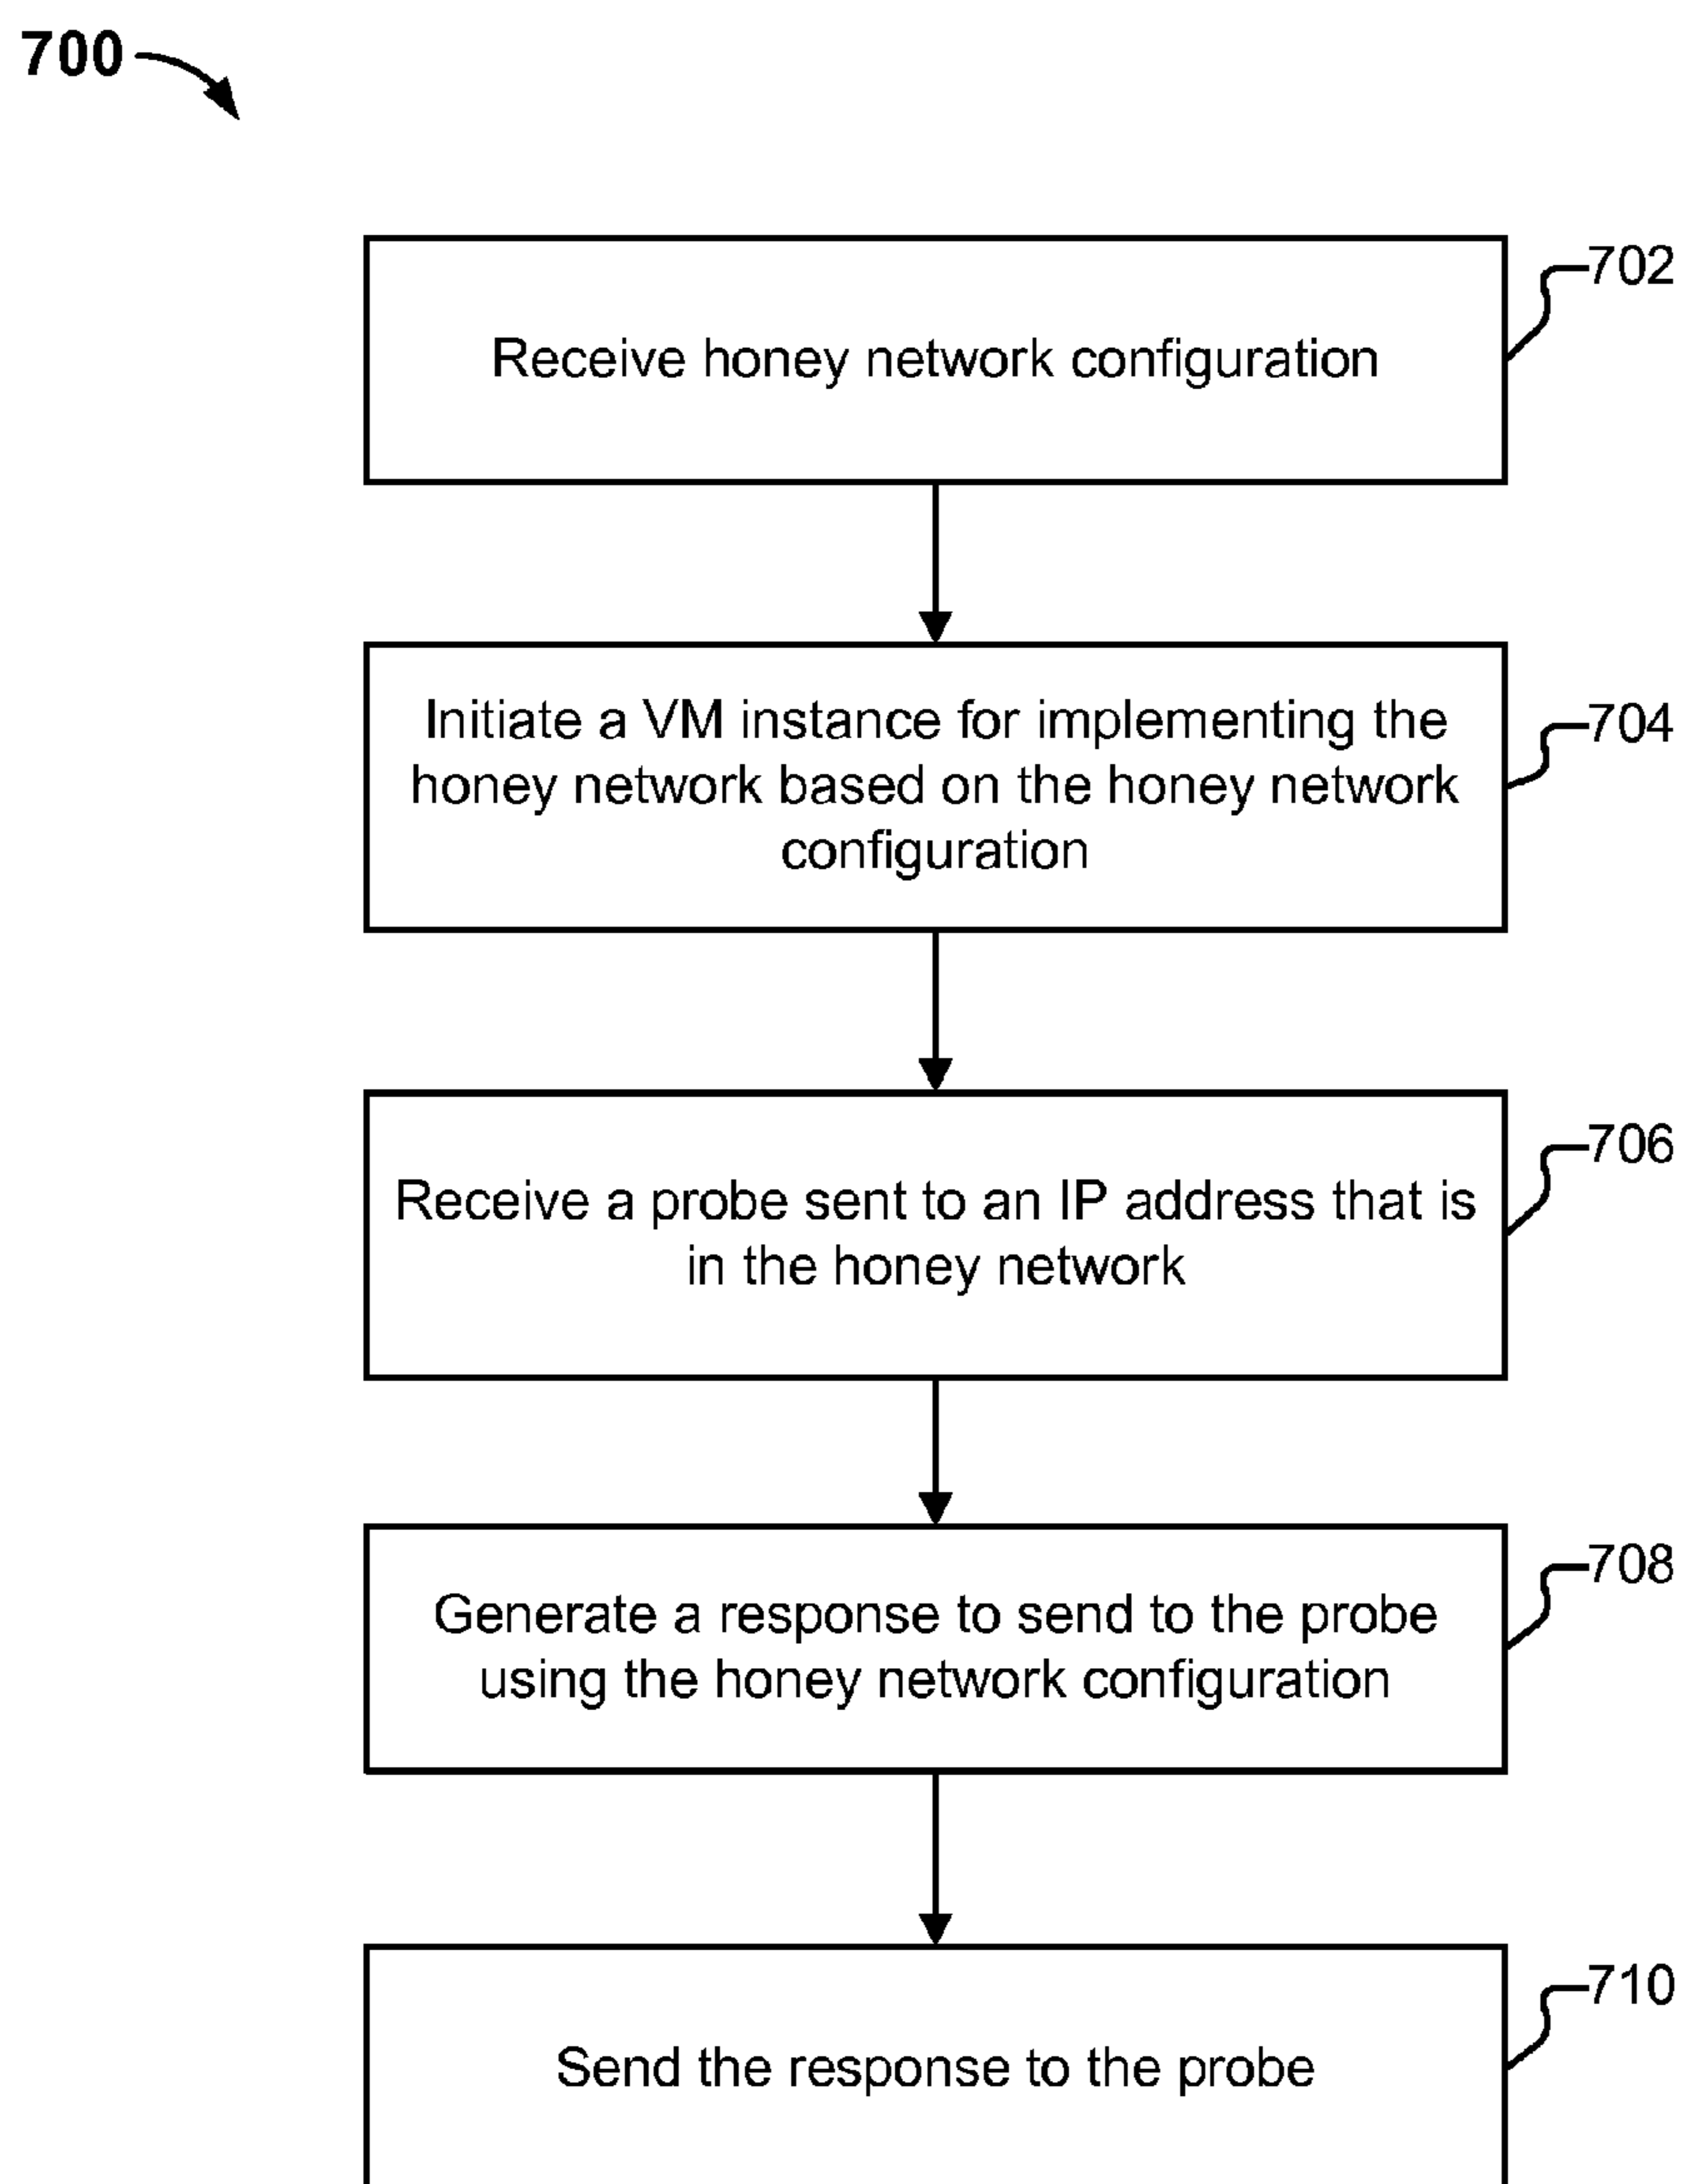 700
702
Receive honey network configuration
704
Initiate a VM instance for implementing the
honey network based on the honey network
configuration
706
Receive a probe sent to an IP address that is
in the honey network
708
Generate a response to send to the probe
using the honey network configuration
710
Send the response to the probe